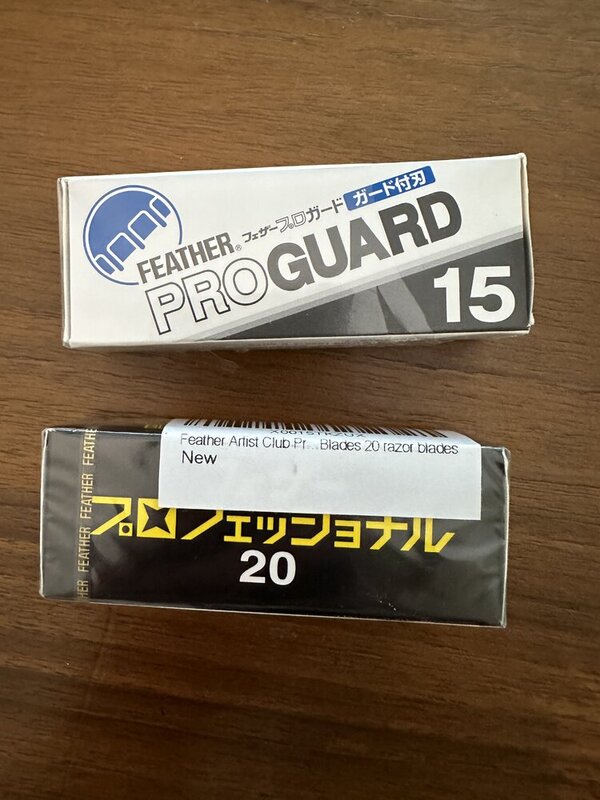 FEATHER® フェザープロガード ガード付刃
PROGUARD
15
Feather Artist Club Pr... Blades 20 razor blades
New
FEATHER FEATHER FEATHER
プロフェッショナル
20